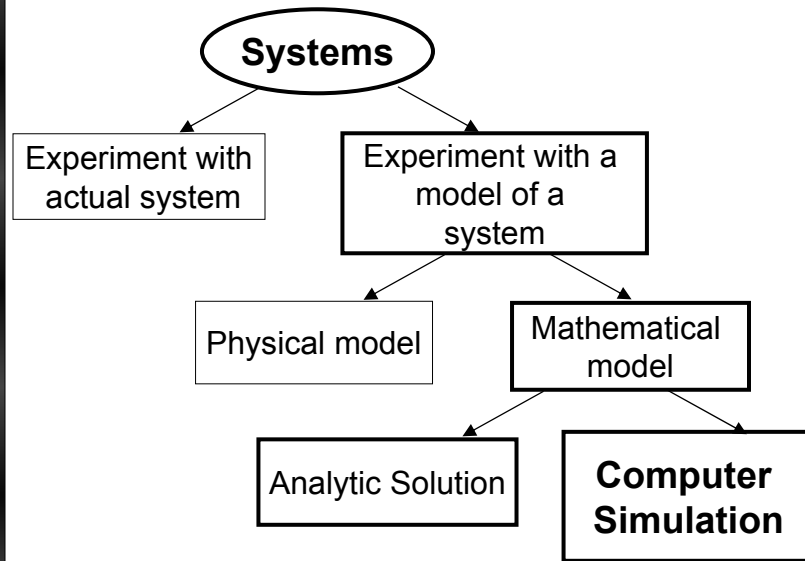 Systems
Experiment with
actual system
Experiment with a
model of a
system
Physical model
Mathematical
model
Analytic Solution
Computer
Simulation